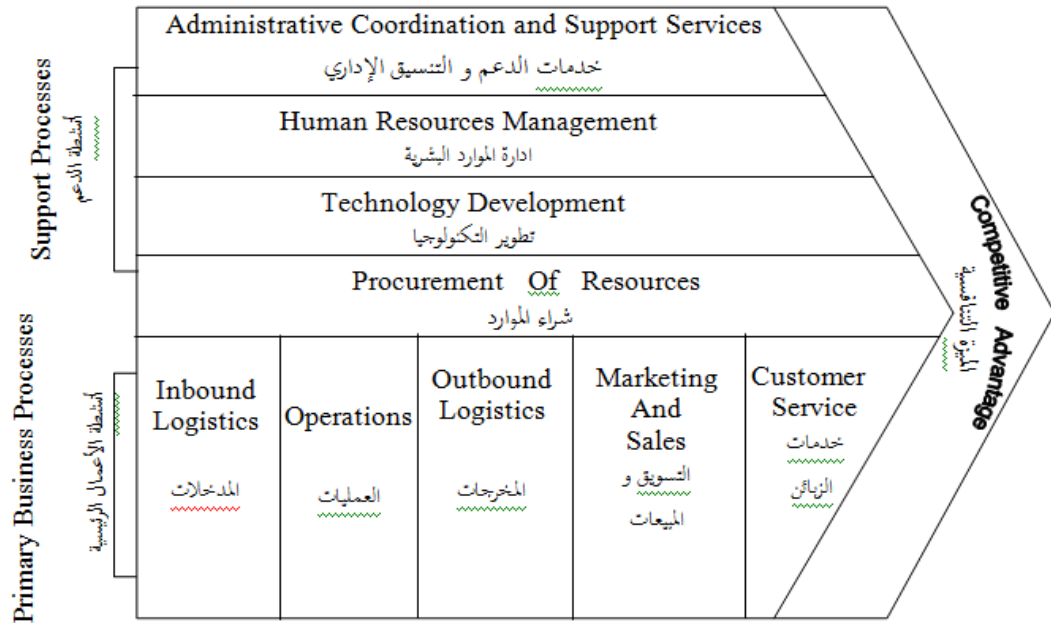 Administrative Coordination and Support Services
خدمات الدعم و التنسيق الإداري
Human Resources Management
ادارة الموارد البشرية
Technology Development
تطوير التكنولوجيا
Procurement Of Resources
شراء الموارد
Support Processes
أنشطة الدعم
Primary Business Processes
أنشطة الأعمال الرئيسية
Inbound
Logistics
المدخلات
Operations
العمليات
Outbound
Logistics
المخرجات
Marketing
And
Sales
التسويق و
المبيعات
Customer
Service
خدمات
الزبائن
Competitive Advantage
الميزة التنافسية